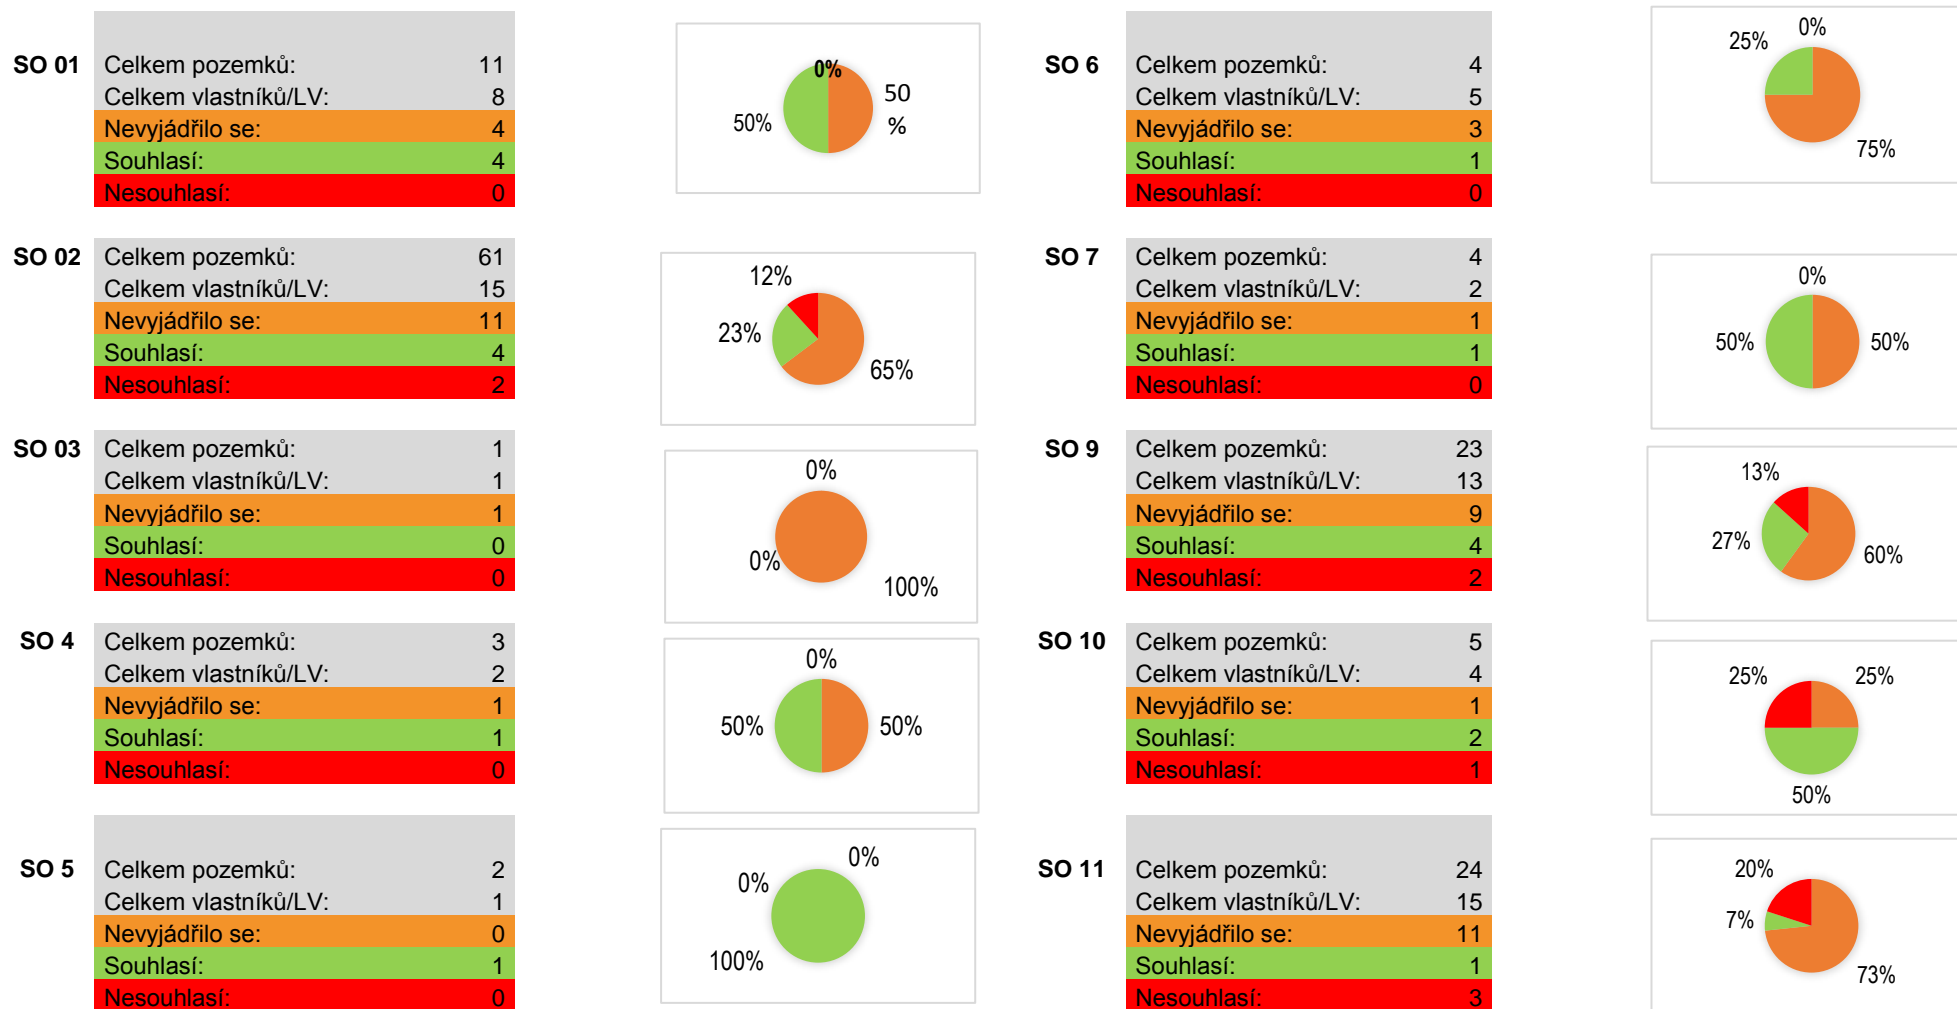 SO 01 Celkem pozemků: 11
Celkem vlastníků/LV: 8
Nevyjádřilo se: 4
Souhlasí: 4
Nesouhlasí: 0
0%
50%
50
%
SO 02 Celkem pozemků: 61
Celkem vlastníků/LV: 15
Nevyjádřilo se: 11
Souhlasí: 4
Nesouhlasí: 2
12%
23%
65%
SO 03 Celkem pozemků: 1
Celkem vlastníků/LV: 1
Nevyjádřilo se: 1
Souhlasí: 0
Nesouhlasí: 0
0%
0%
100%
SO 4 Celkem pozemků: 3
Celkem vlastníků/LV: 2
Nevyjádřilo se: 1
Souhlasí: 1
Nesouhlasí: 0
0%
50% 50%
SO 5 Celkem pozemků: 2
Celkem vlastníků/LV: 1
Nevyjádřilo se: 0
Souhlasí: 1
Nesouhlasí: 0
0%
0%
100%
SO 6 Celkem pozemků: 4
Celkem vlastníků/LV: 5
Nevyjádřilo se: 3
Souhlasí: 1
Nesouhlasí: 0
0%
25%
75%
SO 7 Celkem pozemků: 4
Celkem vlastníků/LV: 2
Nevyjádřilo se: 1
Souhlasí: 1
Nesouhlasí: 0
0%
50% 50%
SO 9 Celkem pozemků: 23
Celkem vlastníků/LV: 13
Nevyjádřilo se: 9
Souhlasí: 4
Nesouhlasí: 2
13%
27%
60%
SO 10 Celkem pozemků: 5
Celkem vlastníků/LV: 4
Nevyjádřilo se: 1
Souhlasí: 2
Nesouhlasí: 1
25% 25%
50%
SO 11 Celkem pozemků: 24
Celkem vlastníků/LV: 15
Nevyjádřilo se: 11
Souhlasí: 1
Nesouhlasí: 3
20%
7%
73%